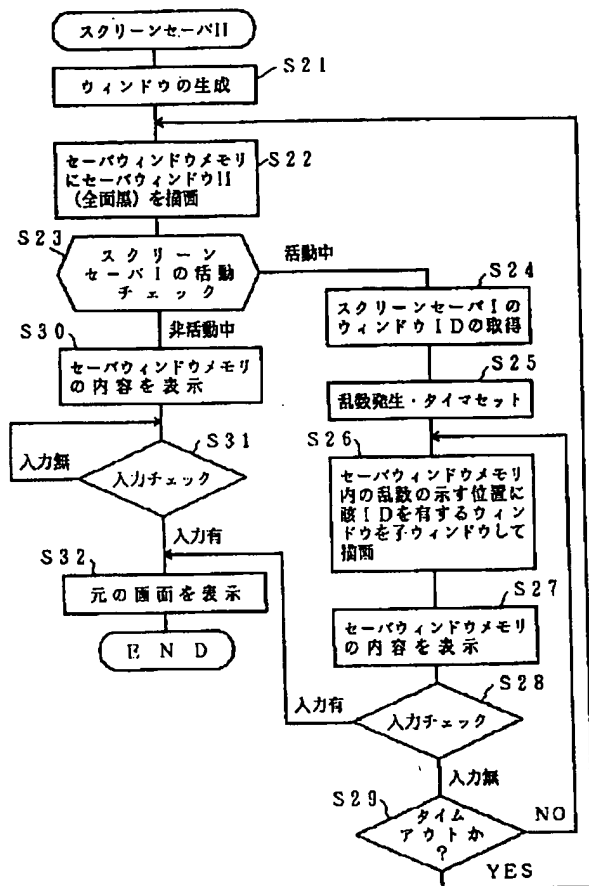 スクリーンセーバII
S21
ウィンドウの生成
S22
セーバウィンドウメモリ
にセーバウィンドウII
(全面黒)を描画
S23
スクリーン
セーバIの活動
チェック
活動中
S24
スクリーンセーバIの
ウィンドウIDの取得
S25
乱数発生・タイマセット
S26
セーバウィンドウメモリ
内の乱数の示す位置に
該IDを有するウィン
ドウを子ウィンドウして
描画
S27
セーバウィンドウメモリ
の内容を表示
S28
入力チェック
入力有
入力無
S29
タイム
アウトか
?
NO
YES
非活動中
S30
セーバウィンドウメモリ
の内容を表示
S31
入力チェック
入力無
入力有
S32
元の画面を表示
END